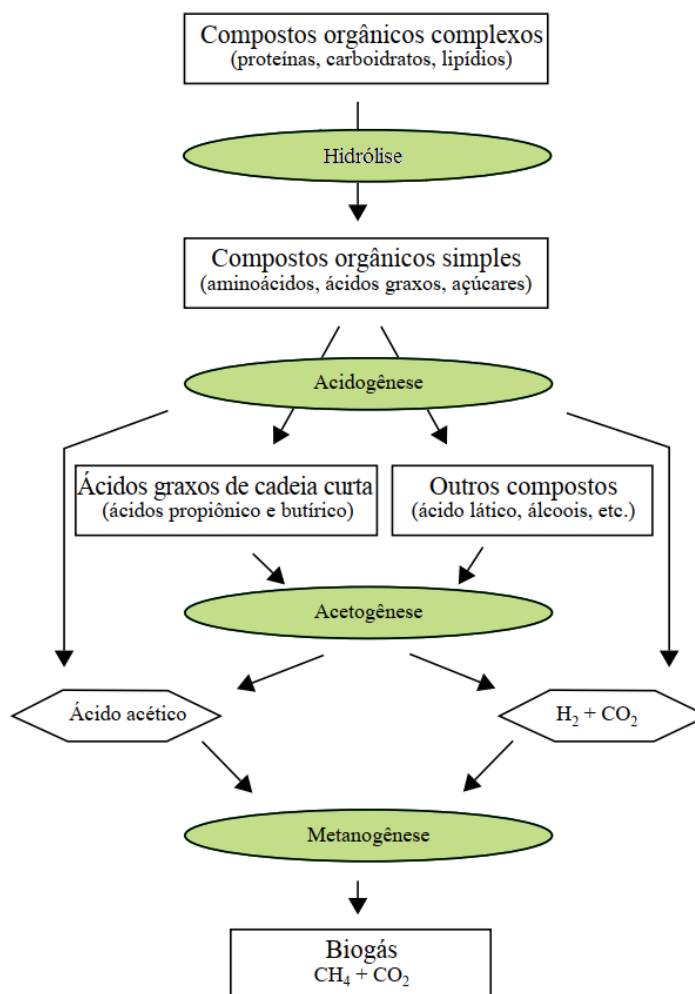 Compostos orgânicos complexos
(proteínas, carboidratos, lipídios)
Hidrólise
Compostos orgânicos simples
(aminoácidos, ácidos graxos, açúcares)
Acidogênese
Ácidos graxos de cadeia curta
(ácidos propiônico e butírico)
Outros compostos
(ácido lático, álcoois, etc.)
Acetogênese
Ácido acético
H₂ + CO₂
Metanogênese
Biogás
CH₄ + CO₂